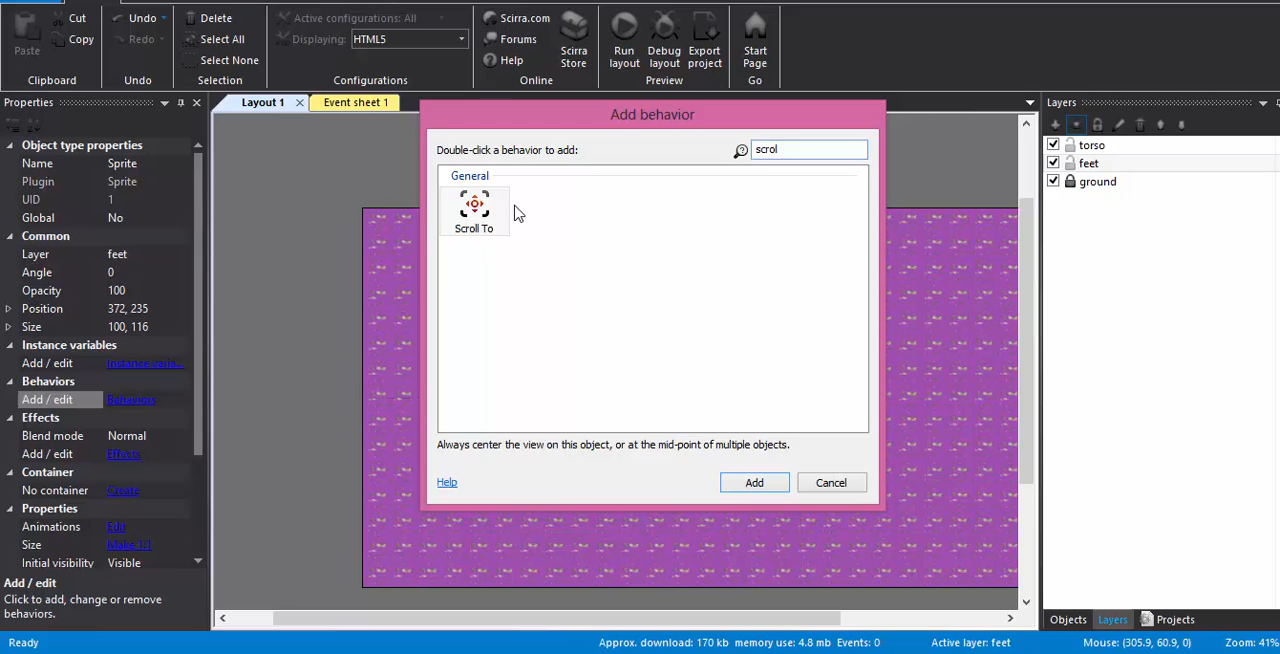 Cut
Copy
Paste
Clipboard
Undo
Redo
Undo
Delete
Select All
Select None
Selection
Active configurations: All
Displaying:
HTML5
Configurations
Scirra.com
Forums
Help
Scirra
Store
Online
Run
layout
Debug
layout
Export
project
Preview
Start
Page
Go
Properties
Object type properties
Name Sprite
Plugin Sprite
UID 1
Global No
Common
Layer feet
Angle 0
Opacity 100
Position 372, 235
Size 100, 116
Instance variables
Add / edit Instance varia...
Behaviors
Add / edit Behaviors
Effects
Blend mode Normal
Add / edit Effects
Container
No container Create
Properties
Animations Edit
Size Make 1:1
Initial visibility Visible
Add / edit
Click to add, change or remove
behaviors.
Layout 1
Event sheet 1
Add behavior
Double-click a behavior to add:
scrol
General
Scroll To
Always center the view on this object, or at the mid-point of multiple objects.
Help
Add
Cancel
Layers
torso
feet
ground
Objects
Layers
Projects
Ready
Approx. download: 170 kb
memory use: 4.8 mb
Events: 0
Active layer: feet
Mouse: (305.9, 60.9, 0)
Zoom: 41%